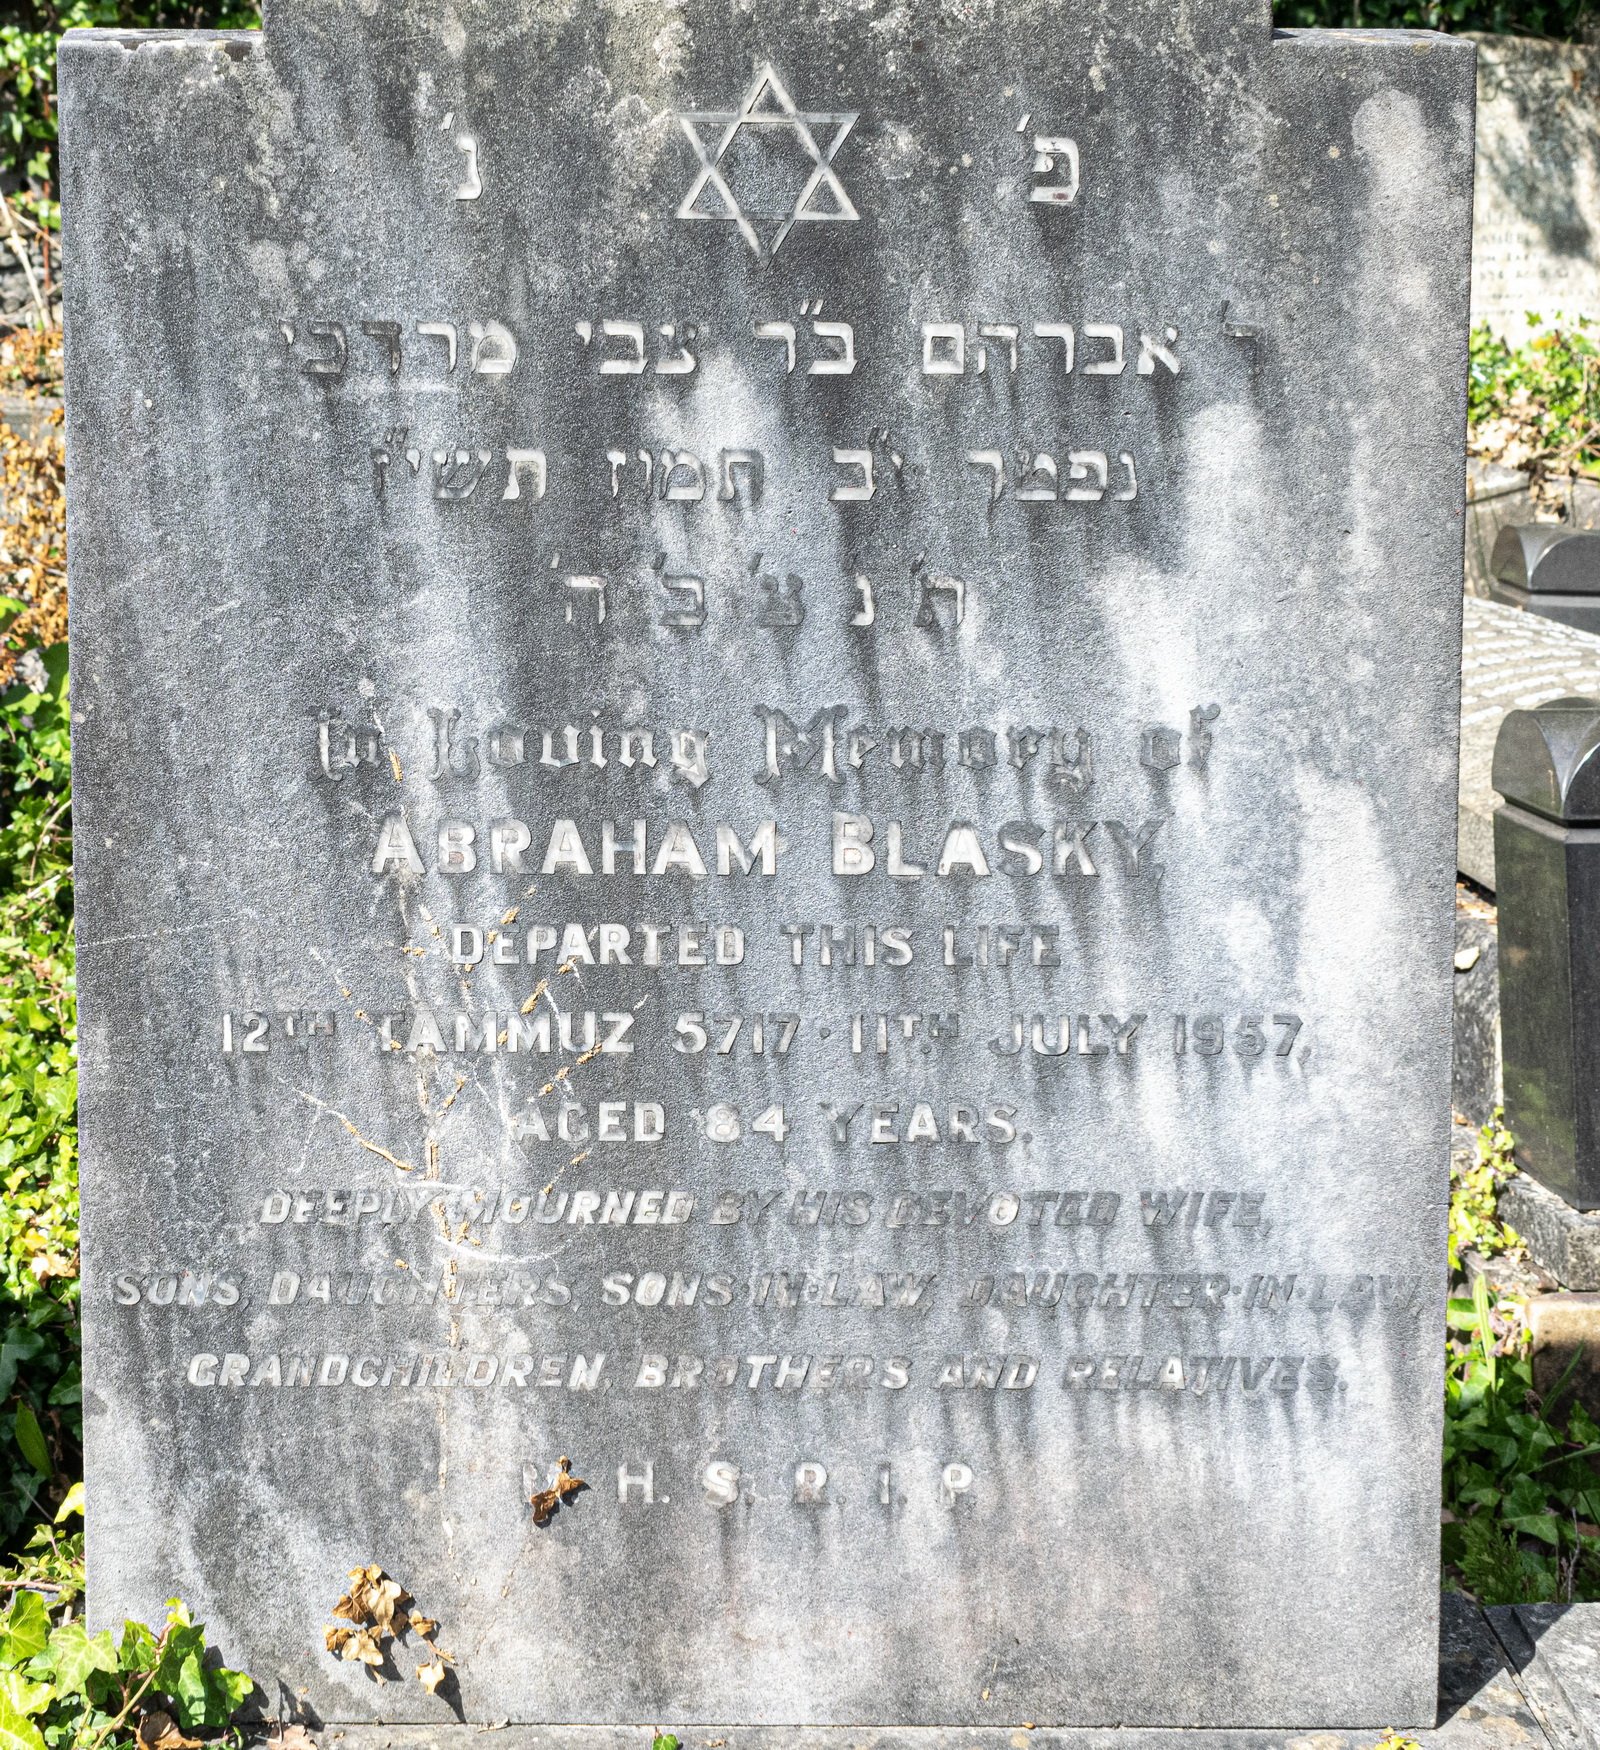 פ' נ'
ר' אברהם ב"ר צבי מרדכי
נפטר י"ב תמוז תשי"ז
ת' נ' צ' ב' ה'
In Loving Memory of
ABRAHAM BLASKY,
DEPARTED THIS LIFE
12TH TAMMUZ 5717 · 11TH JULY 1957,
AGED 84 YEARS.
DEEPLY MOURNED BY HIS DEVOTED WIFE,
SONS, DAUGHTERS, SONS·IN·LAW, DAUGHTER·IN·LAW,
GRANDCHILDREN, BROTHERS AND RELATIVES.
H. S. R. I. P.